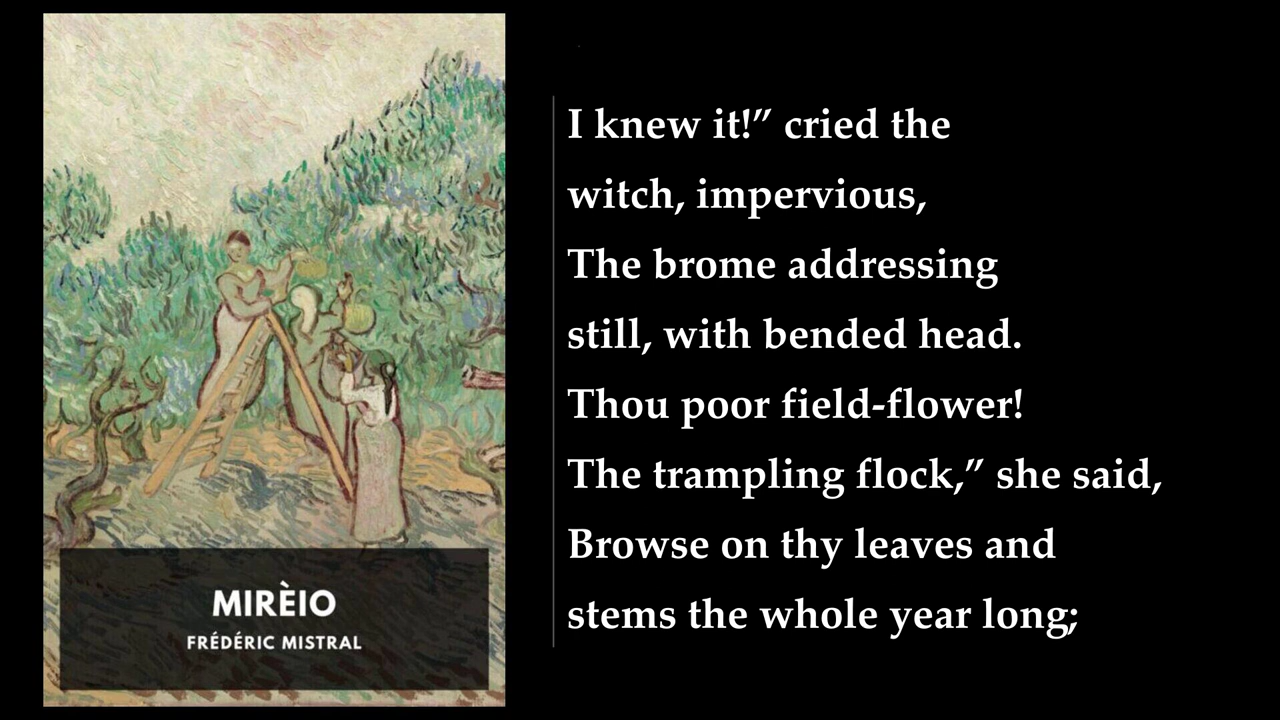 MIRÈIO
FRÉDÉRIC MISTRAL
I knew it!” cried the
witch, impervious,
The brome addressing
still, with bended head.
Thou poor field-flower!
The trampling flock,” she said,
Browse on thy leaves and
stems the whole year long;